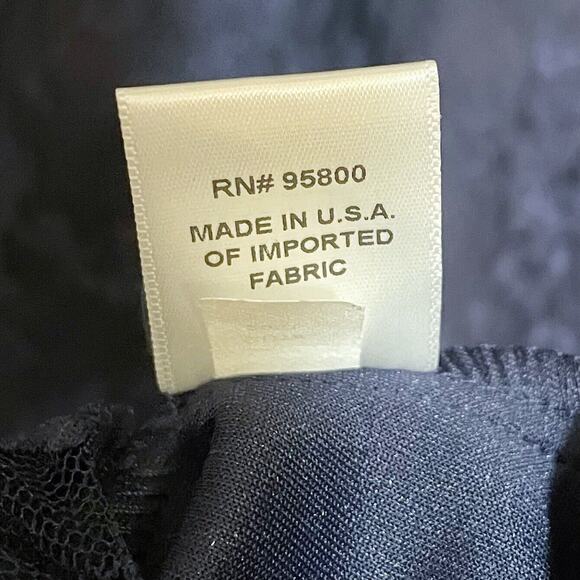 RN# 95800
MADE IN U.S.A.
OF IMPORTED
FABRIC